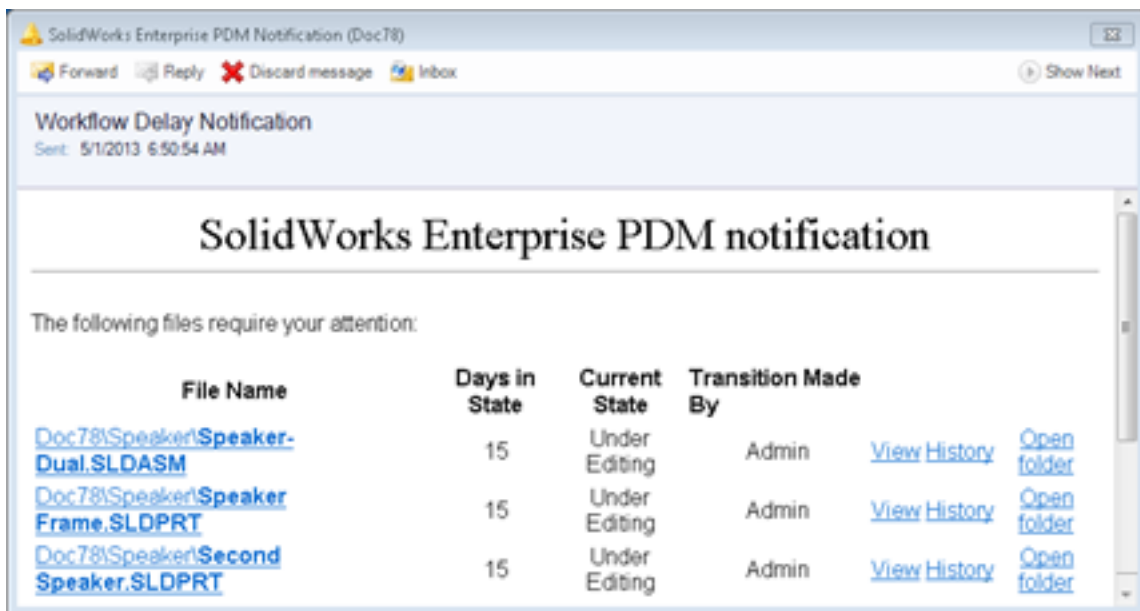 SolidWorks Enterprise PDM Notification (Doc78)
Forward Reply Discard message Inbox Show Next
Workflow Delay Notification
Sent: 5/1/2013 6:50:54 AM
SolidWorks Enterprise PDM notification
The following files require your attention:
File Name Days in State Current State Transition Made By
Doc78\Speaker\Speaker-Dual.SLDASM 15 Under Editing Admin View History Open folder
Doc78\Speaker\Speaker Frame.SLDPRT 15 Under Editing Admin View History Open folder
Doc78\Speaker\Second Speaker.SLDPRT 15 Under Editing Admin View History Open folder